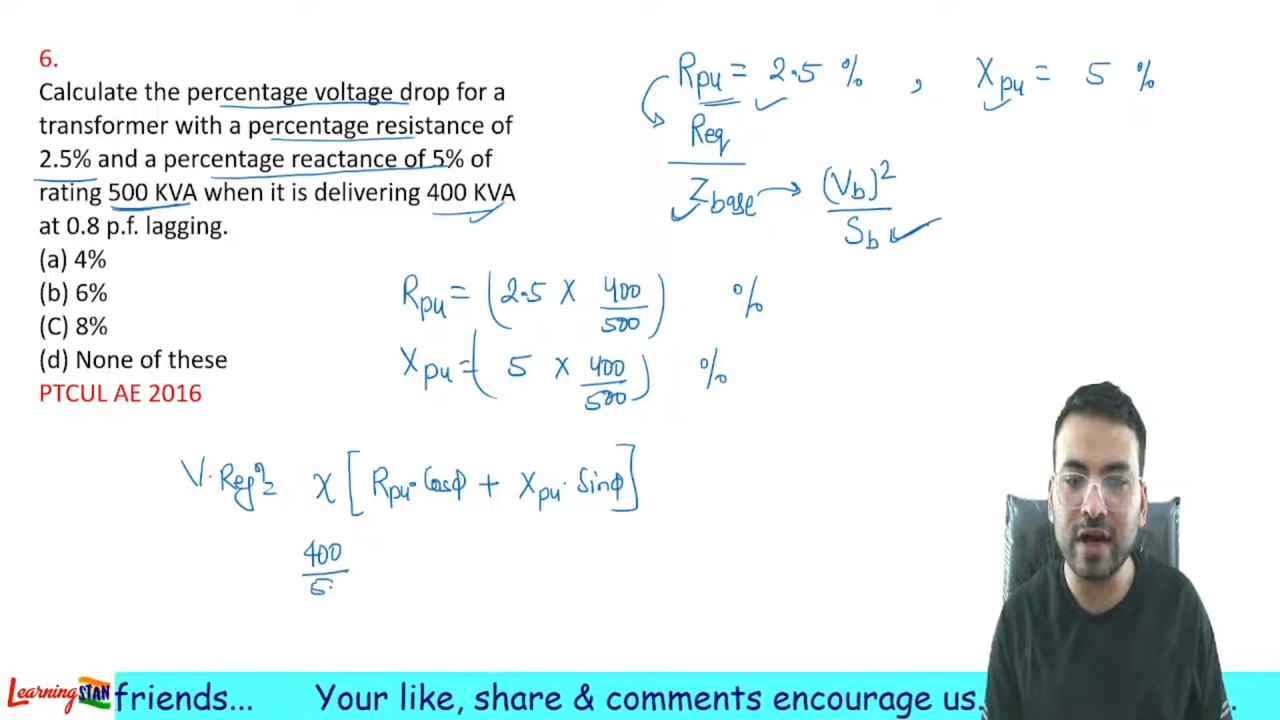 6.
Calculate the percentage voltage drop for a
transformer with a percentage resistance of
2.5% and a percentage reactance of 5% of
rating 500 KVA when it is delivering 400 KVA
at 0.8 p.f. lagging.
(a) 4%
(b) 6%
(C) 8%
(d) None of these
PTCUL AE 2016
Rpu = 2.5 % , Xpu = 5 %
Req
Zbase → (Vb)²
Sb
Rpu = (2.5 × 400/500) %
Xpu = (5 × 400/500) %
V.Reg% x [Rpu.Cosφ + Xpu.Sinφ]
400
5
LearningSTAN
friends... Your like, share & comments encourage us.